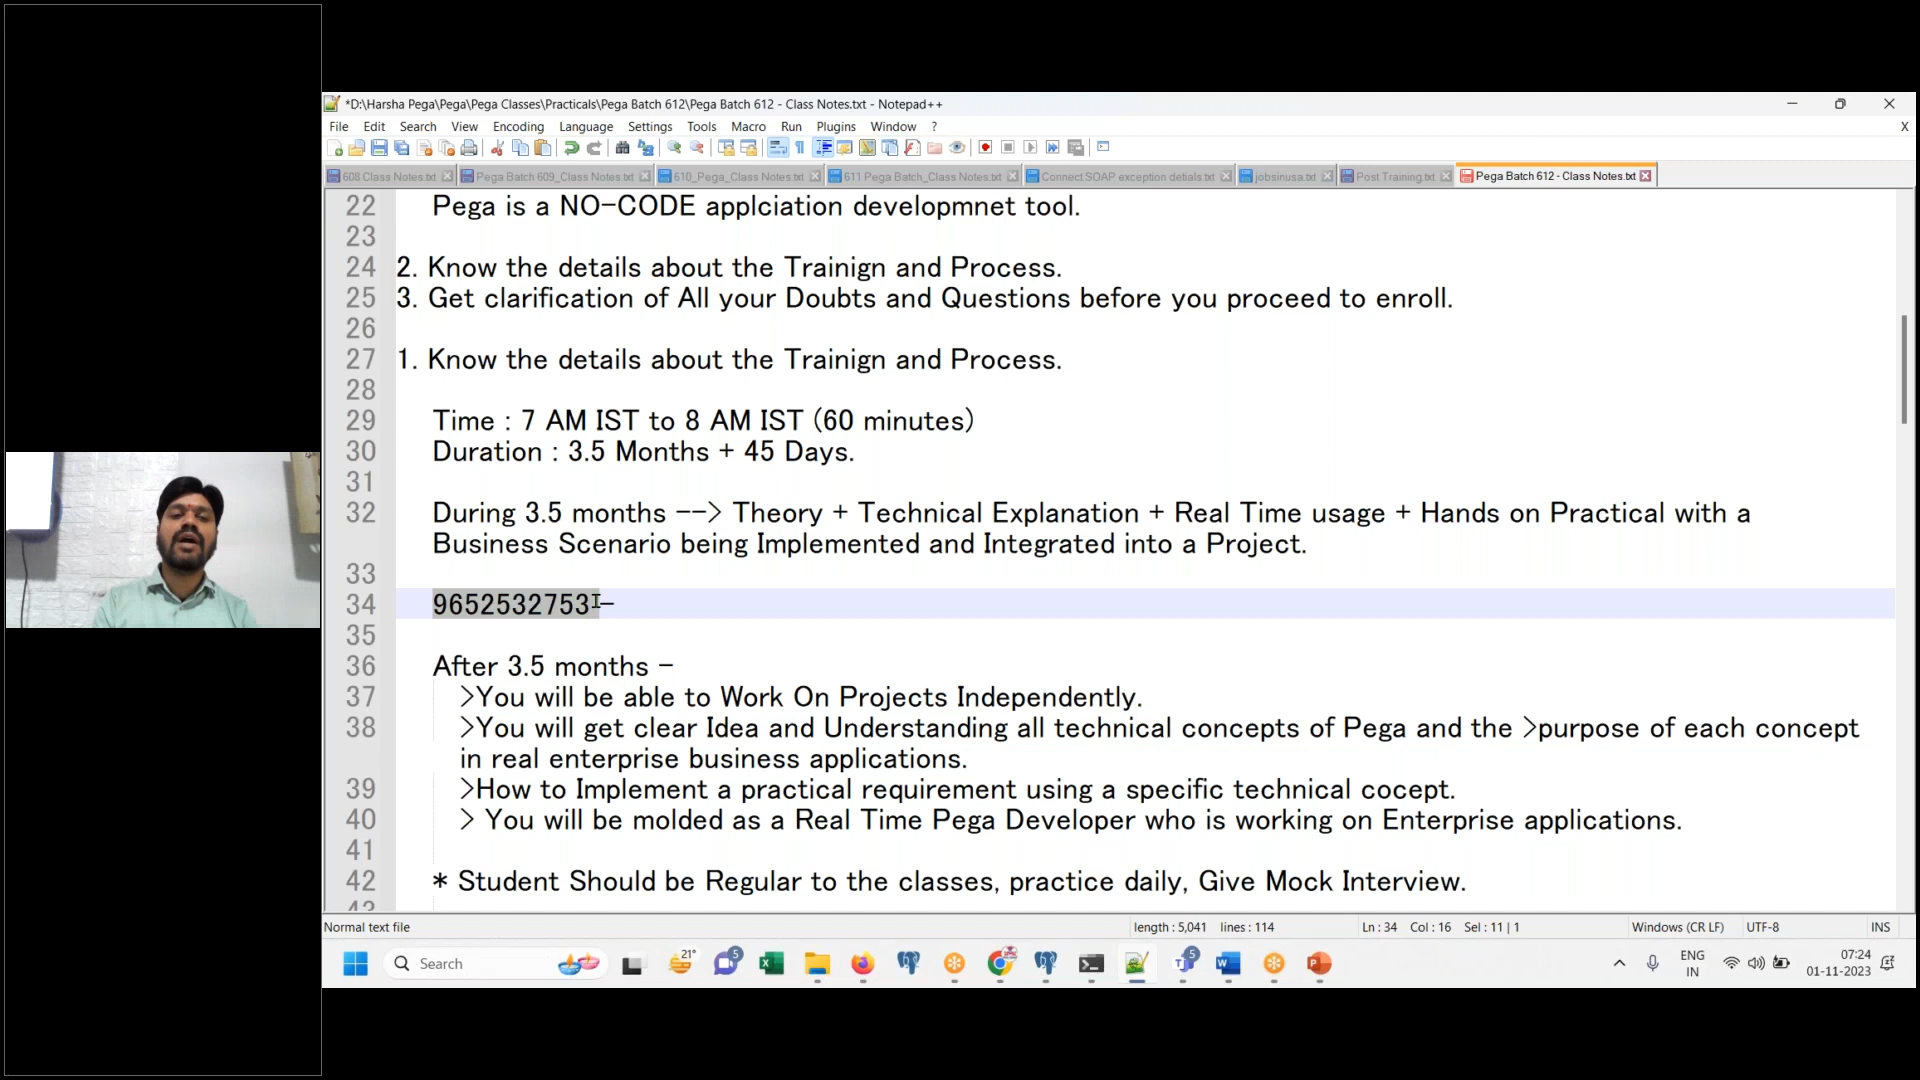 *D:\Harsha Pega\Pega\Pega Classes\Practicals\Pega Batch 612\Pega Batch 612 - Class Notes.txt - Notepad++
File Edit Search View Encoding Language Settings Tools Macro Run Plugins Window ? X
608 Class Notes.txt Pega Batch 609_Class Notes.txt 610_Pega_Class Notes.txt 611 Pega Batch_Class Notes.txt Connect SOAP exception detials.txt jobsinusa.txt Post Training.txt Pega Batch 612 - Class Notes.txt
22 Pega is a NO-CODE applciation developmnet tool.
23
24 2. Know the details about the Trainign and Process.
25 3. Get clarification of All your Doubts and Questions before you proceed to enroll.
26
27 1. Know the details about the Trainign and Process.
28
29 Time : 7 AM IST to 8 AM IST (60 minutes)
30 Duration : 3.5 Months + 45 Days.
31
32 During 3.5 months --> Theory + Technical Explanation + Real Time usage + Hands on Practical with a
Business Scenario being Implemented and Integrated into a Project.
33
34 9652532753 -
35
36 After 3.5 months -
37 >You will be able to Work On Projects Independently.
38 >You will get clear Idea and Understanding all technical concepts of Pega and the >purpose of each concept
in real enterprise business applications.
39 >How to Implement a practical requirement using a specific technical cocept.
40 > You will be molded as a Real Time Pega Developer who is working on Enterprise applications.
41
42 * Student Should be Regular to the classes, practice daily, Give Mock Interview.
43
Normal text file length : 5,041 lines : 114 Ln : 34 Col : 16 Sel : 11 | 1 Windows (CR LF) UTF-8 INS
Search 21° 5 5 ENG 07:24
IN 01-11-2023